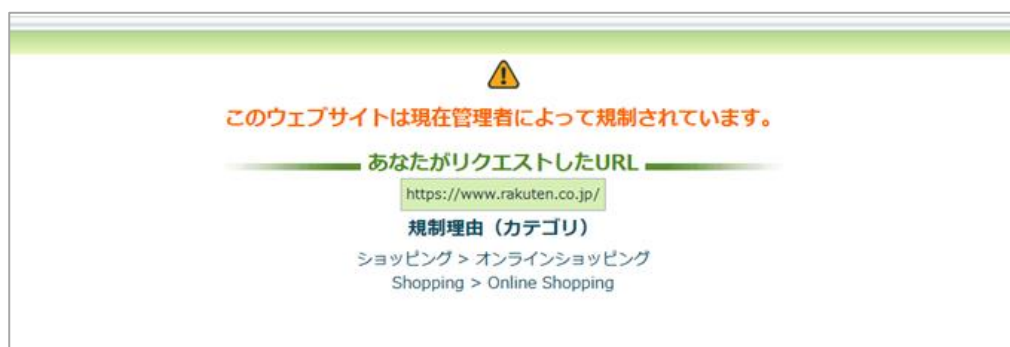 このウェブサイトは現在管理者によって規制されています。
あなたがリクエストしたURL
https://www.rakuten.co.jp/
規制理由（カテゴリ）
ショッピング > オンラインショッピング
Shopping > Online Shopping